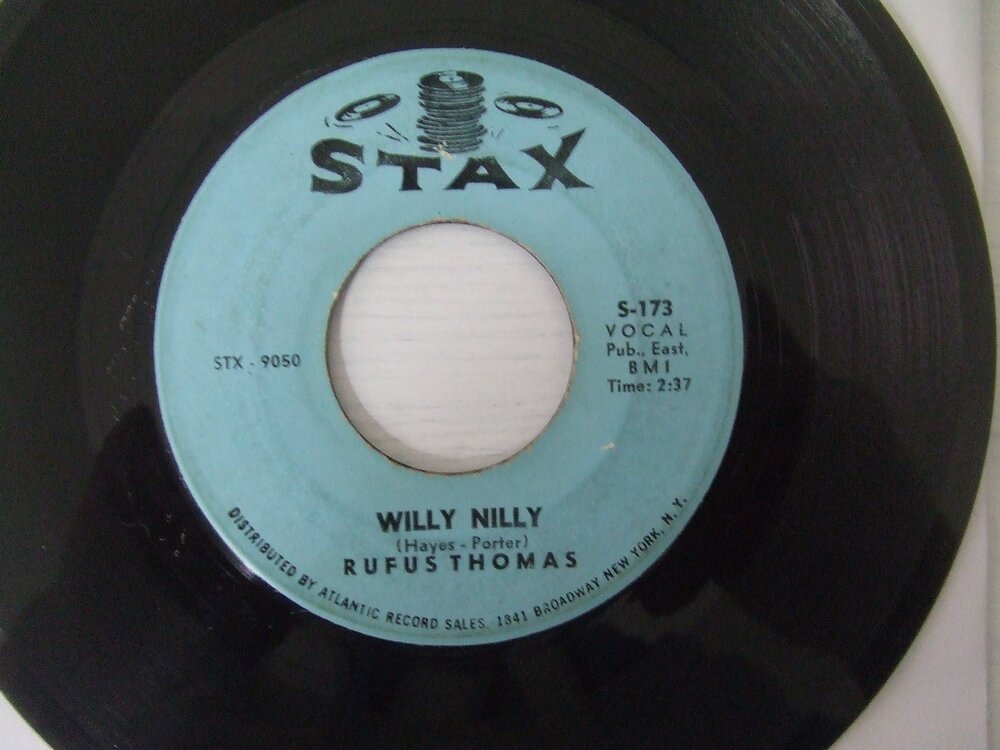 STAX
S-173
VOCAL
Pub., East,
BMI
Time: 2:37
STX - 9050
WILLY NILLY
(Hayes - Porter)
RUFUS THOMAS
DISTRIBUTED BY ATLANTIC RECORD SALES, 1841 BROADWAY NEW YORK, N.Y.